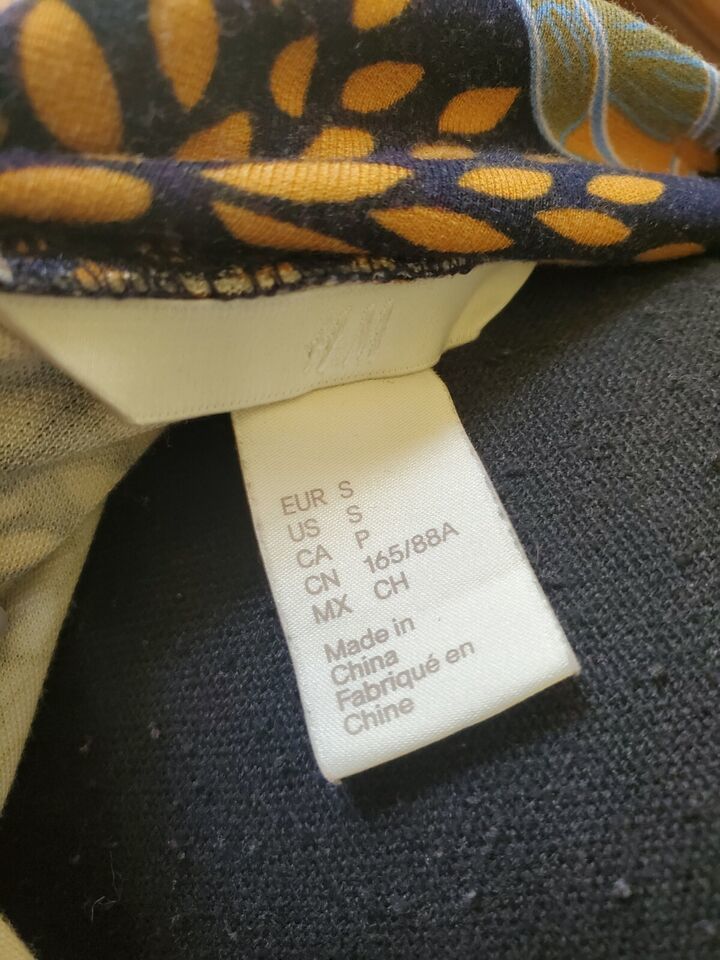 H&M
EUR S
US S
CA P
CN 165/88A
MX CH
Made in
China
Fabriqué en
Chine